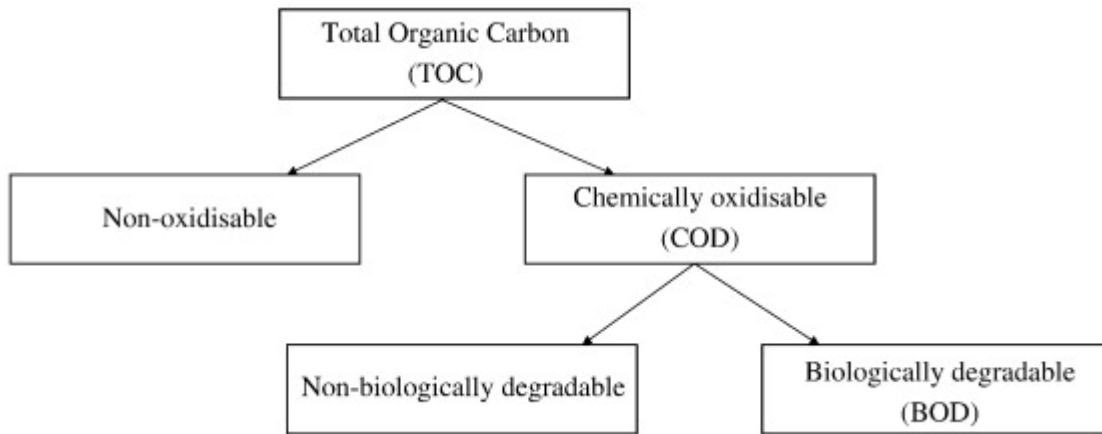 Total Organic Carbon
(TOC)
Non-oxidisable
Chemically oxidisable
(COD)
Non-biologically degradable
Biologically degradable
(BOD)